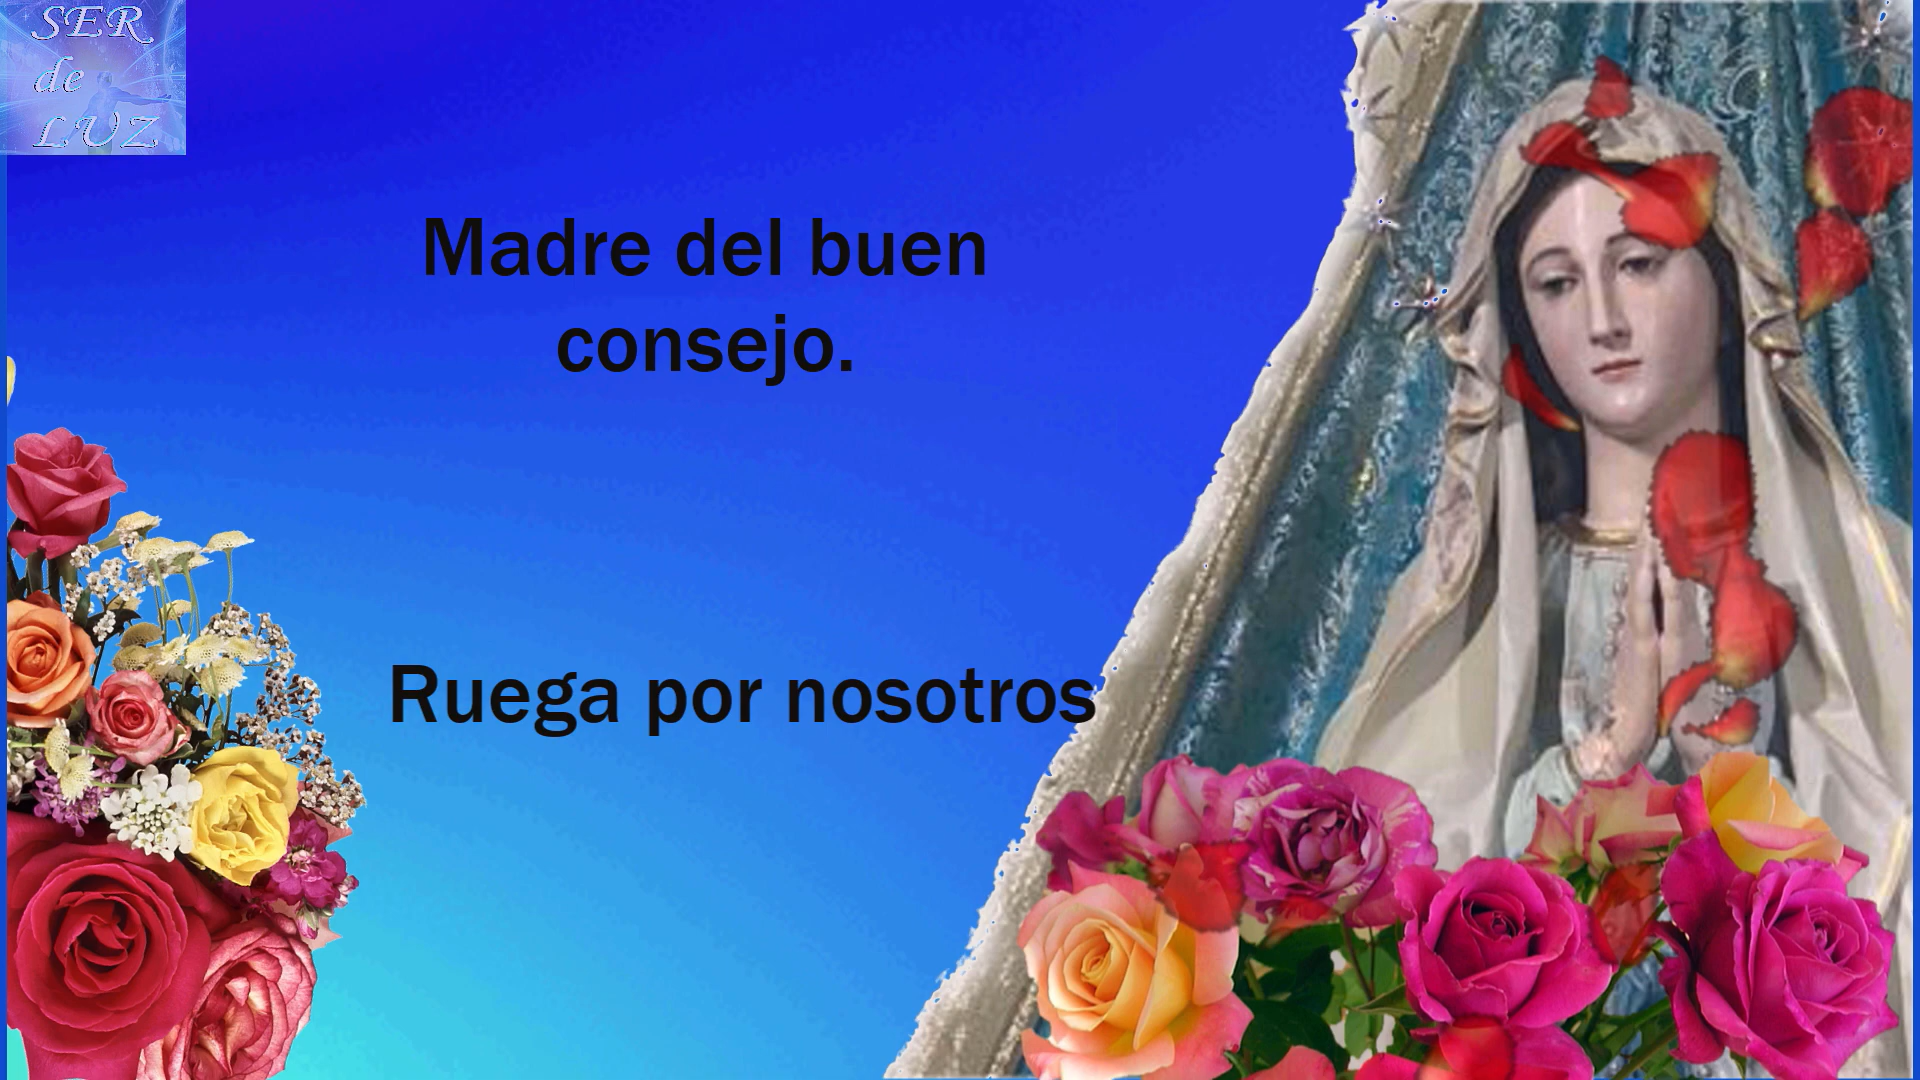 SER
de
LUZ
Madre del buen
consejo.
Ruega por nosotros